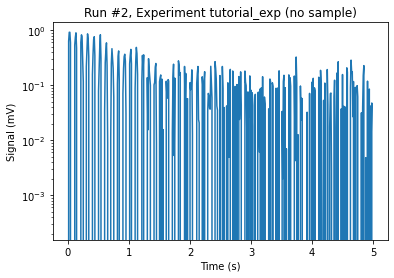 Run #2, Experiment tutorial_exp (no sample)
Signal (mV)
10⁰
10⁻¹
10⁻²
10⁻³
0 1 2 3 4 5
Time (s)